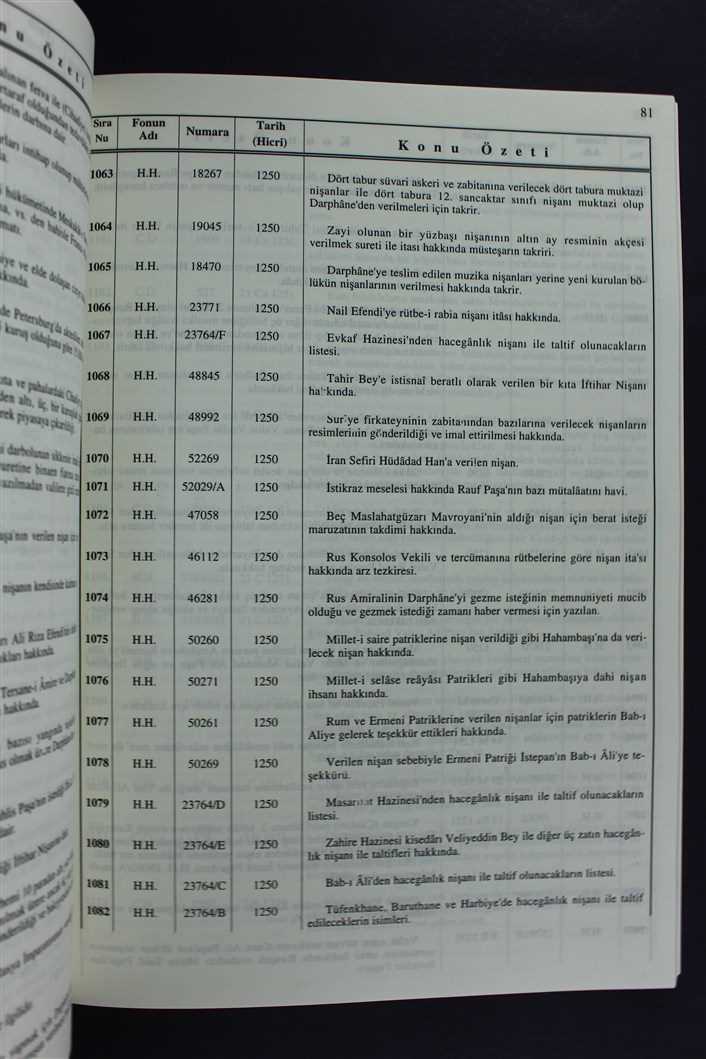 n u Ö z e t i
81
Sıra Nu Fonun Adı Numara Tarih (Hicri) K o n u Ö z e t i
1063 H.H. 18267 1250 Dört tabur süvari askeri ve zabitanına verilecek dört tabura muktazi
nişanlar ile dört tabura 12. sancaktar sınıfı nişanı muktazi olup
Darphâne'den verilmeleri için takrir.
1064 H.H. 19045 1250 Zayi olunan bir yüzbaşı nişanının altın ay resminin akçesi
verilmek sureti ile itası hakkında müsteşarın takriri.
1065 H.H. 18470 1250 Darphâne'ye teslim edilen muzika nişanları yerine yeni kurulan bö-
lükün nişanlarının verilmesi hakkında takrir.
1066 H.H. 23771 1250 Nail Efendi'ye rütbe-i rabia nişanı itâsı hakkında.
1067 H.H. 23764/F 1250 Evkaf Hazinesi'nden hacegânlık nişanı ile taltif olunacakların
listesi.
1068 H.H. 48845 1250 Tahir Bey'e istisnaî beratlı olarak verilen bir kıta İftihar Nişanı
hakkında.
1069 H.H. 48992 1250 Suriye firkateyninin zabitanından bazılarına verilecek nişanların
resimlerinin gönderildiği ve imal ettirilmesi hakkında.
1070 H.H. 52269 1250 İran Sefiri Hüdâdad Han'a verilen nişan.
1071 H.H. 52029/A 1250 İstikraz meselesi hakkında Rauf Paşa'nın bazı mütalâatını havi.
1072 H.H. 47058 1250 Beç Maslahatgüzarı Mavroyani'nin aldığı nişan için berat isteği
maruzatının takdimi hakkında.
1073 H.H. 46112 1250 Rus Konsolos Vekili ve tercümanına rütbelerine göre nişan ita'sı
hakkında arz tezkiresi.
1074 H.H. 46281 1250 Rus Amiralinin Darphâne'yi gezme isteğinin memnuniyeti mucib
olduğu ve gezmek istediği zamanı haber vermesi için yazılan.
1075 H.H. 50260 1250 Millet-i saire patriklerine nişan verildiği gibi Hahambaşı'na da veri-
lecek nişan hakkında.
1076 H.H. 50271 1250 Millet-i selâse reâyâsı Patrikleri gibi Hahambaşıya dahi nişan
ihsanı hakkında.
1077 H.H. 50261 1250 Rum ve Ermeni Patriklerine verilen nişanlar için patriklerin Bab-ı
Aliye gelerek teşekkür ettikleri hakkında.
1078 H.H. 50269 1250 Verilen nişan sebebiyle Ermeni Patriği İstepan'ın Bab-ı Âli'ye te-
şekkürü.
1079 H.H. 23764/D 1250 Masarifat Hazinesi'nden hacegânlık nişanı ile taltif olunacakların
listesi.
1080 H.H. 23764/E 1250 Zahire Hazinesi kisedârı Veliyeddin Bey ile diğer üç zatın hacegân-
lık nişanı ile taltifleri hakkında.
1081 H.H. 23764/C 1250 Bab-ı Âli'den hacegânlık nişanı ile taltif olunacakların listesi.
1082 H.H. 23764/B 1250 Tüfenkhane, Baruthane ve Harbiye'de hacegânlık nişanı ile taltif
edileceklerin isimleri.